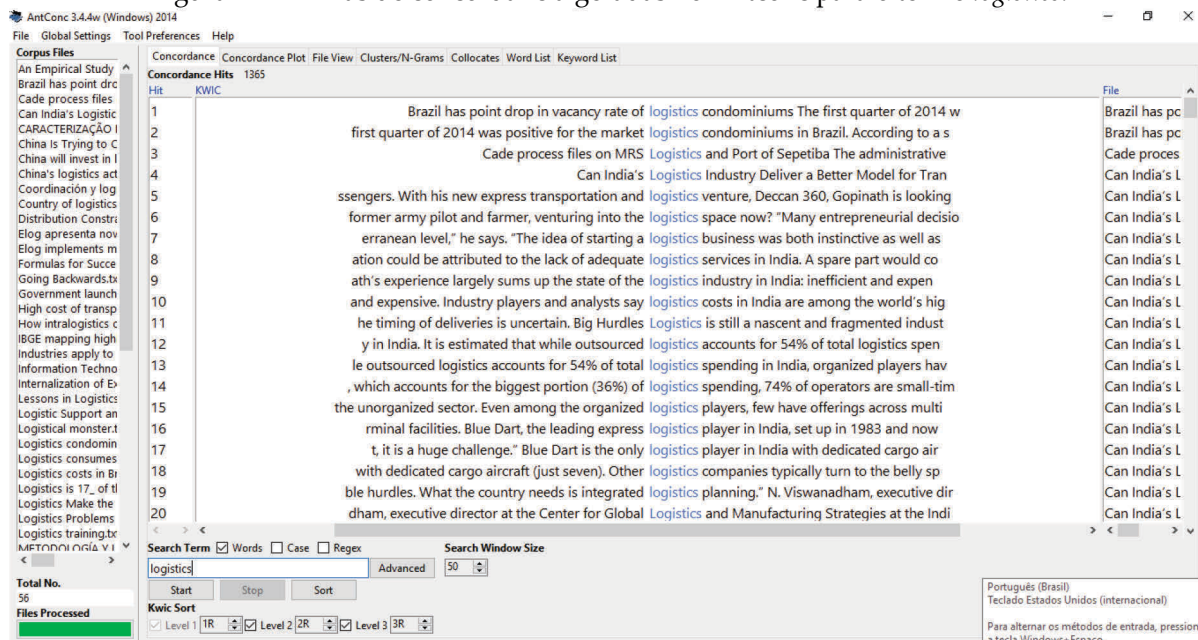 AntConc 3.4.4w (Windows) 2014
File Global Settings Tool Preferences Help
Corpus Files
An Empirical Study
Brazil has point drc
Cade process files
Can India's Logistic
CARACTERIZAÇÃO I
China Is Trying to C
China will invest in l
China's logistics act
Coordinación y log
Country of logistics
Distribution Constra
Elog apresenta nov
Elog implements m
Formulas for Succe
Going Backwards.tx
Government launch
High cost of transp
How intralogistics c
IBGE mapping high
Industries apply to
Information Techno
Internalization of Ex
Lessons in Logistics
Logistic Support an
Logistical monster.t
Logistics condomin
Logistics consumes
Logistics costs in Br
Logistics is 17_ of tl
Logistics Make the
Logistics Problems
Logistics training.tx
METODOLOGÍA Y L
Total No.
56
Files Processed
Concordance Concordance Plot File View Clusters/N-Grams Collocates Word List Keyword List
Concordance Hits 1365
Hit KWIC File
1 Brazil has point drop in vacancy rate of logistics condominiums The first quarter of 2014 w Brazil has pc
2 first quarter of 2014 was positive for the market logistics condominiums in Brazil. According to a s Brazil has pc
3 Cade process files on MRS Logistics and Port of Sepetiba The administrative Cade proces
4 Can India's Logistics Industry Deliver a Better Model for Tran Can India's L
5 ssengers. With his new express transportation and logistics venture, Deccan 360, Gopinath is looking Can India's L
6 former army pilot and farmer, venturing into the logistics space now? "Many entrepreneurial decisio Can India's L
7 erranean level," he says. "The idea of starting a logistics business was both instinctive as well as Can India's L
8 ation could be attributed to the lack of adequate logistics services in India. A spare part would co Can India's L
9 ath's experience largely sums up the state of the logistics industry in India: inefficient and expen Can India's L
10 and expensive. Industry players and analysts say logistics costs in India are among the world's hig Can India's L
11 he timing of deliveries is uncertain. Big Hurdles Logistics is still a nascent and fragmented indust Can India's L
12 y in India. It is estimated that while outsourced logistics accounts for 54% of total logistics spen Can India's L
13 le outsourced logistics accounts for 54% of total logistics spending in India, organized players hav Can India's L
14 , which accounts for the biggest portion (36%) of logistics spending, 74% of operators are small-tim Can India's L
15 the unorganized sector. Even among the organized logistics players, few have offerings across multi Can India's L
16 rminal facilities. Blue Dart, the leading express logistics player in India, set up in 1983 and now Can India's L
17 t, it is a huge challenge." Blue Dart is the only logistics player in India with dedicated cargo air Can India's L
18 with dedicated cargo aircraft (just seven). Other logistics companies typically turn to the belly sp Can India's L
19 ble hurdles. What the country needs is integrated logistics planning." N. Viswanadham, executive dir Can India's L
20 dham, executive director at the Center for Global Logistics and Manufacturing Strategies at the Indi Can India's L
Search Term Words Case Regex Search Window Size
logistics Advanced 50
Start Stop Sort
Kwic Sort
Level 1 1R Level 2 2R Level 3 3R
Português (Brasil)
Teclado Estados Unidos (internacional)
Para alternar os métodos de entrada, pression
a tecla Windows+Espaço